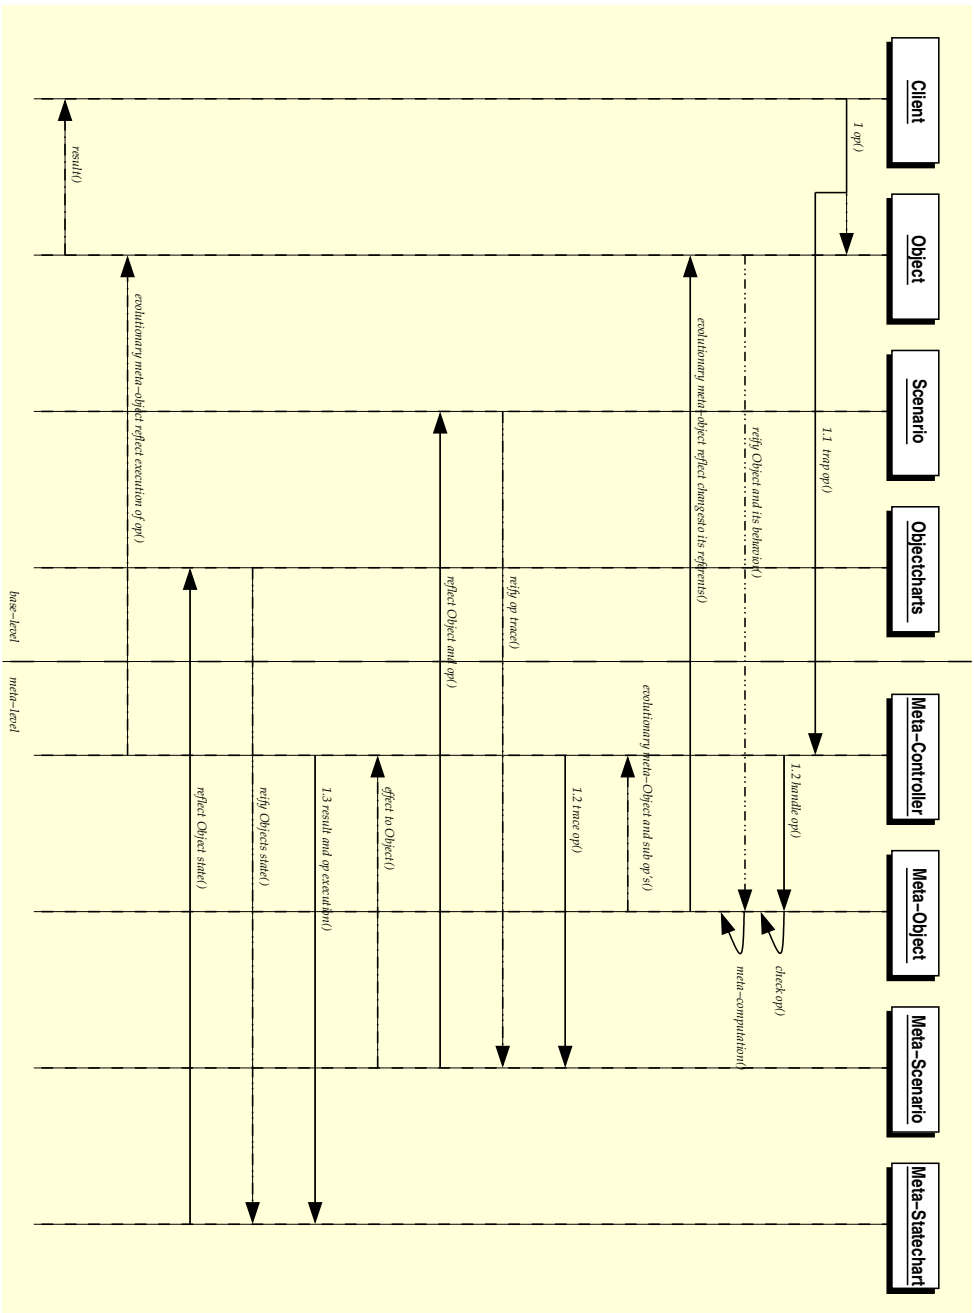 Client
Object
Scenario
Objectcharts
Meta–Controller
Meta–Object
Meta–Scenario
Meta–Statechart
1 op()
1.1 trap op()
1.2 handle op()
check op()
reify Object and its behavior()
meta–computation()
evolutionary meta–object reflect changesto its referents()
evolutionary meta–Object and sub op's()
1.2 trace op()
reify op trace()
reflect Object and op()
effect to Object()
1.3 result and op execution()
reify Objects state()
reflect Object state()
evolutionary meta–object reflect execution of op()
result()
base–level
meta–level